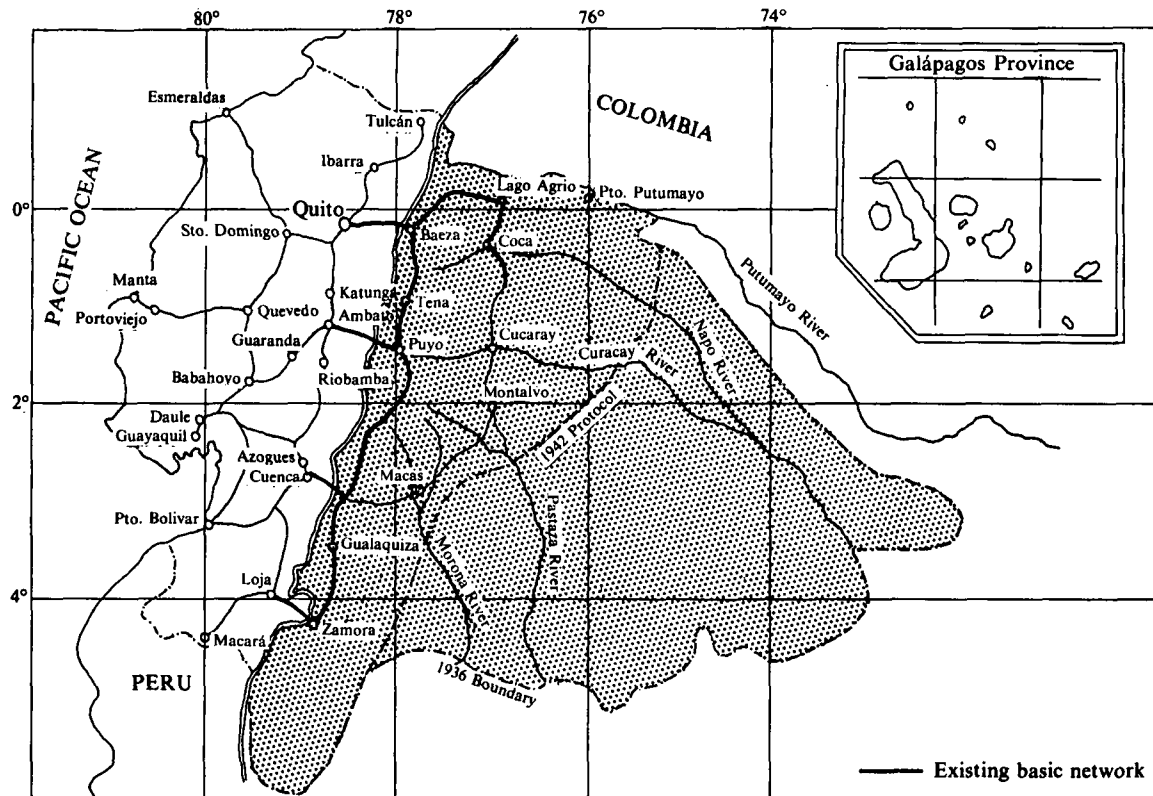 80°
78°
76°
74°
Galápagos Province
Esmeraldas
COLOMBIA
Tulcán
Ibarra
Lago Agrio
Pto. Putumayo
PACIFIC OCEAN
0°
Quito
Sto. Domingo
Baeza
Coca
Putumayo River
Manta
Katunga
Tena
Portoviejo
Quevedo
Ambato
Napo River
Guaranda
Puyo
Cucaray
Curacay River
Babahoyo
Riobamba
Montalvo
2°
Daule
Guayaquil
1942 Protocol
Azogues
Cuenca
Macas
Pastaza River
Pto. Bolivar
Gualaquiza
Morona River
Loja
4°
Zamora
Macará
PERU
1936 Boundary
Existing basic network